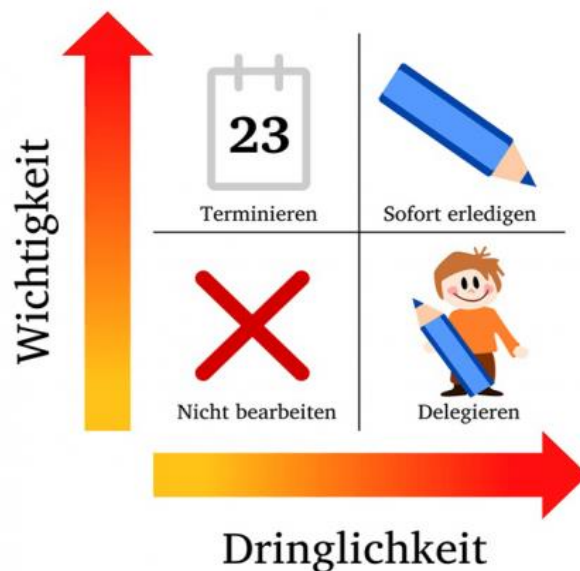 Wichtigkeit
23
Terminieren
Sofort erledigen
Nicht bearbeiten
Delegieren
Dringlichkeit